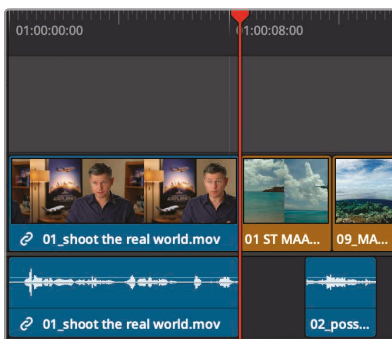 01:00:00:00
01:00:08:00
01_shoot the real world.mov
01 ST MAA...
09_MA...
01_shoot the real world.mov
02_poss...